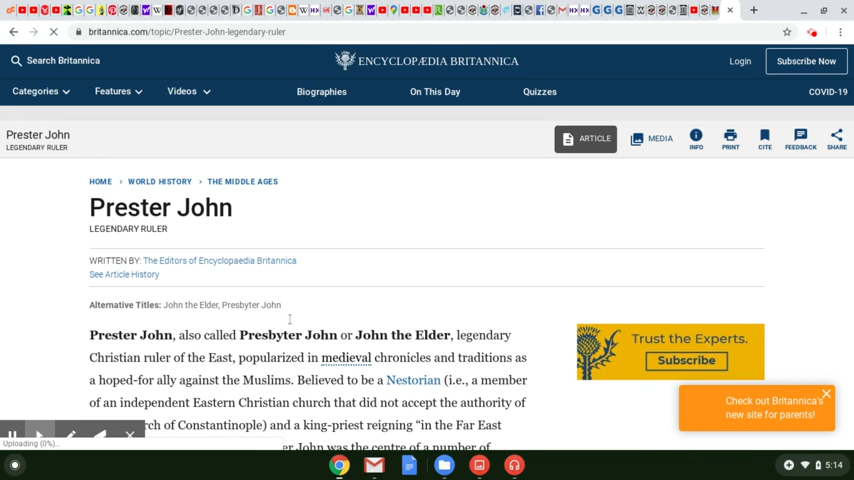 britannica.com/topic/Prester-John-legendary-ruler
Search Britannica
ENCYCLOPÆDIA BRITANNICA
Login
Subscribe Now
Categories
Features
Videos
Biographies
On This Day
Quizzes
COVID-19
Prester John
LEGENDARY RULER
ARTICLE
MEDIA
INFO
PRINT
CITE
FEEDBACK
SHARE
HOME > WORLD HISTORY > THE MIDDLE AGES
Prester John
LEGENDARY RULER
WRITTEN BY: The Editors of Encyclopaedia Britannica
See Article History
Alternative Titles: John the Elder, Presbyter John
Prester John, also called Presbyter John or John the Elder, legendary
Christian ruler of the East, popularized in medieval chronicles and traditions as
a hoped-for ally against the Muslims. Believed to be a Nestorian (i.e., a member
of an independent Eastern Christian church that did not accept the authority of
of Constantinople) and a king-priest reigning “in the Far East
John was the centre of a number of
Trust the Experts.
Subscribe
Check out Britannica's
new site for parents!
Uploading (0%)...
5:14